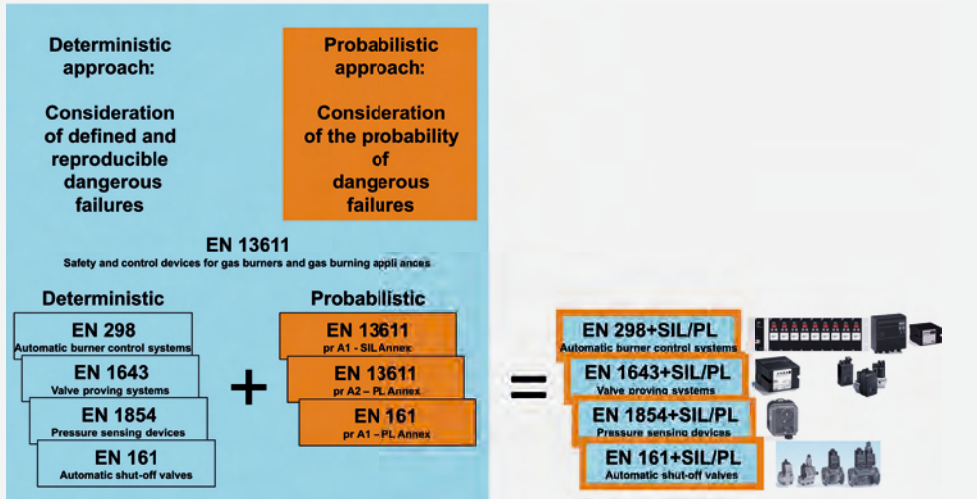 Deterministic
approach:
Consideration
of defined and
reproducible
dangerous
failures
Probabilistic
approach:
Consideration
of the probability
of
dangerous
failures
EN 13611
Safety and control devices for gas burners and gas burning appliances
Deterministic
EN 298
Automatic burner control systems
EN 1643
Valve proving systems
EN 1854
Pressure sensing devices
EN 161
Automatic shut-off valves
+
Probabilistic
EN 13611
pr A1 - SIL Annex
EN 13611
pr A2 – PL Annex
EN 161
pr A1 – PL Annex
=
EN 298+SIL/PL
Automatic burner control systems
EN 1643+SIL/PL
Valve proving systems
EN 1854+SIL/PL
Pressure sensing devices
EN 161+SIL/PL
Automatic shut-off valves